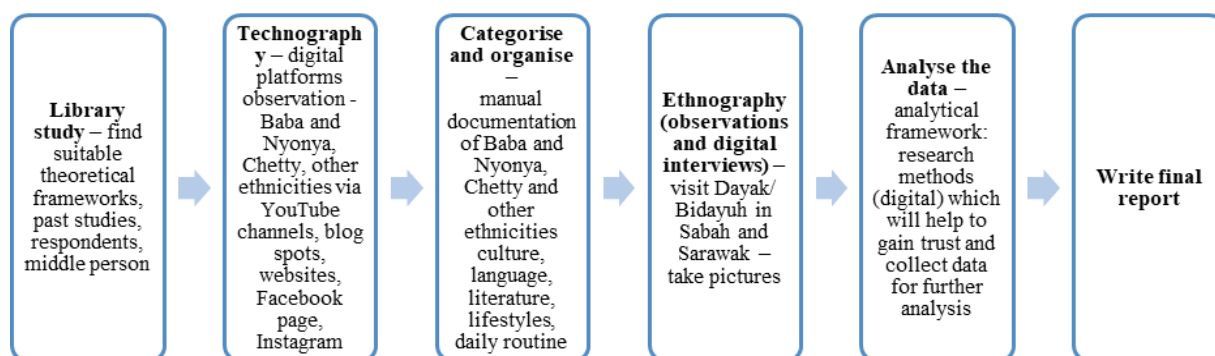 Library
study – find
suitable
theoretical
frameworks,
past studies,
respondents,
middle person
Technograph
y – digital
platforms
observation -
Baba and
Nyonya,
Chetty, other
ethnicities via
YouTube
channels, blog
spots,
websites,
Facebook
page,
Instagram
Categorise
and organise
–
manual
documentation
of Baba and
Nyonya,
Chetty and
other
ethnicities
culture,
language,
literature,
lifestyles,
daily routine
Ethnography
(observations
and digital
interviews) –
visit Dayak/
Bidayuh in
Sabah and
Sarawak –
take pictures
Analyse the
data –
analytical
framework:
research
methods
(digital) which
will help to
gain trust and
collect data
for further
analysis
Write final
report